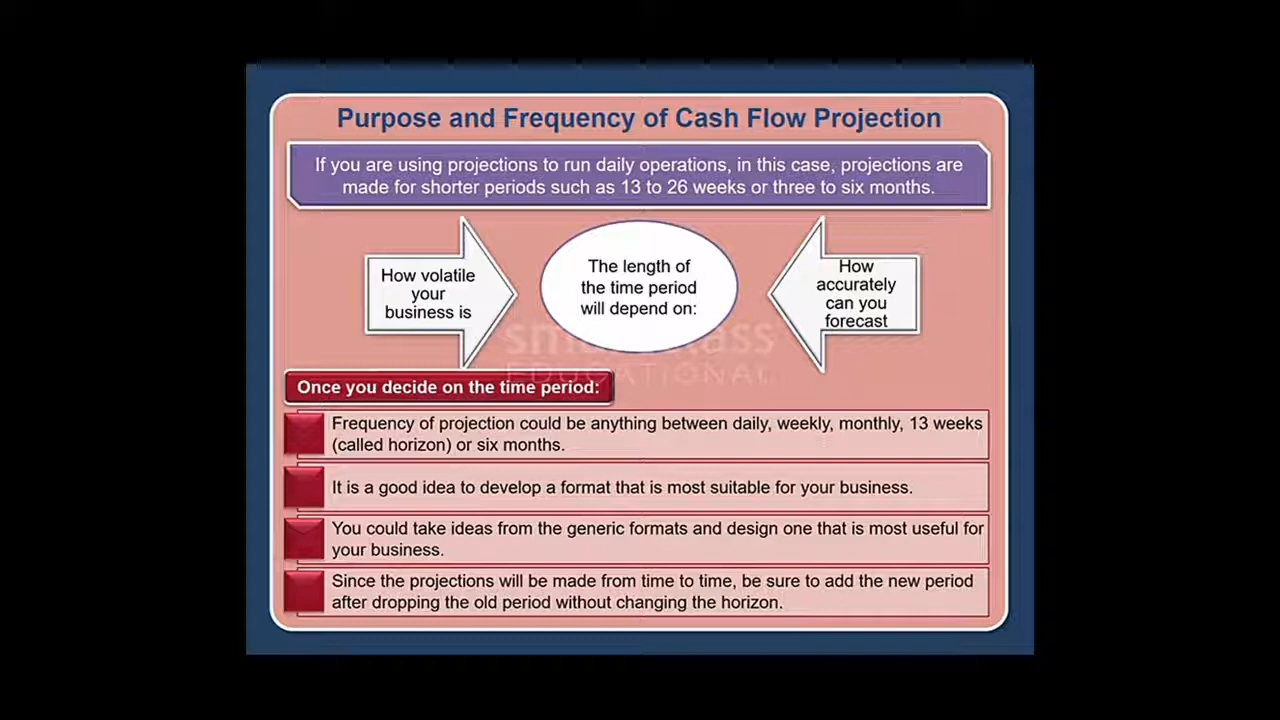 Purpose and Frequency of Cash Flow Projection
If you are using projections to run daily operations, in this case, projections are
made for shorter periods such as 13 to 26 weeks or three to six months.
How volatile
your
business is
The length of
the time period
will depend on:
How
accurately
can you
forecast
EDUCATIONAL
Once you decide on the time period:
Frequency of projection could be anything between daily, weekly, monthly, 13 weeks
(called horizon) or six months.
It is a good idea to develop a format that is most suitable for your business.
You could take ideas from the generic formats and design one that is most useful for
your business.
Since the projections will be made from time to time, be sure to add the new period
after dropping the old period without changing the horizon.